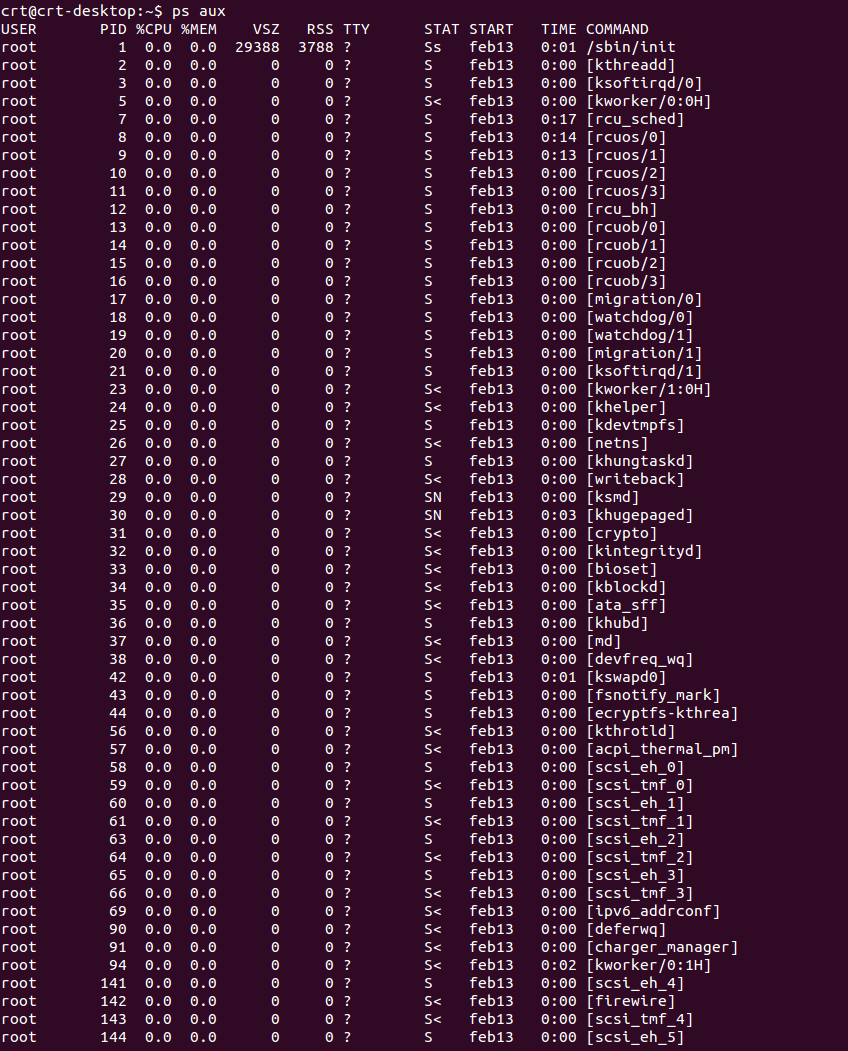 crt@crt-desktop:~$ ps aux
USER       PID %CPU %MEM    VSZ   RSS TTY      STAT START   TIME COMMAND
root         1  0.0  0.0  29388  3788 ?        Ss   feb13   0:01 /sbin/init
root         2  0.0  0.0      0     0 ?        S    feb13   0:00 [kthreadd]
root         3  0.0  0.0      0     0 ?        S    feb13   0:00 [ksoftirqd/0]
root         5  0.0  0.0      0     0 ?        S<   feb13   0:00 [kworker/0:0H]
root         7  0.0  0.0      0     0 ?        S    feb13   0:17 [rcu_sched]
root         8  0.0  0.0      0     0 ?        S    feb13   0:14 [rcuos/0]
root         9  0.0  0.0      0     0 ?        S    feb13   0:13 [rcuos/1]
root        10  0.0  0.0      0     0 ?        S    feb13   0:00 [rcuos/2]
root        11  0.0  0.0      0     0 ?        S    feb13   0:00 [rcuos/3]
root        12  0.0  0.0      0     0 ?        S    feb13   0:00 [rcu_bh]
root        13  0.0  0.0      0     0 ?        S    feb13   0:00 [rcuob/0]
root        14  0.0  0.0      0     0 ?        S    feb13   0:00 [rcuob/1]
root        15  0.0  0.0      0     0 ?        S    feb13   0:00 [rcuob/2]
root        16  0.0  0.0      0     0 ?        S    feb13   0:00 [rcuob/3]
root        17  0.0  0.0      0     0 ?        S    feb13   0:00 [migration/0]
root        18  0.0  0.0      0     0 ?        S    feb13   0:00 [watchdog/0]
root        19  0.0  0.0      0     0 ?        S    feb13   0:00 [watchdog/1]
root        20  0.0  0.0      0     0 ?        S    feb13   0:00 [migration/1]
root        21  0.0  0.0      0     0 ?        S    feb13   0:00 [ksoftirqd/1]
root        23  0.0  0.0      0     0 ?        S<   feb13   0:00 [kworker/1:0H]
root        24  0.0  0.0      0     0 ?        S<   feb13   0:00 [khelper]
root        25  0.0  0.0      0     0 ?        S    feb13   0:00 [kdevtmpfs]
root        26  0.0  0.0      0     0 ?        S<   feb13   0:00 [netns]
root        27  0.0  0.0      0     0 ?        S    feb13   0:00 [khungtaskd]
root        28  0.0  0.0      0     0 ?        S<   feb13   0:00 [writeback]
root        29  0.0  0.0      0     0 ?        SN   feb13   0:00 [ksmd]
root        30  0.0  0.0      0     0 ?        SN   feb13   0:03 [khugepaged]
root        31  0.0  0.0      0     0 ?        S<   feb13   0:00 [crypto]
root        32  0.0  0.0      0     0 ?        S<   feb13   0:00 [kintegrityd]
root        33  0.0  0.0      0     0 ?        S<   feb13   0:00 [bioset]
root        34  0.0  0.0      0     0 ?        S<   feb13   0:00 [kblockd]
root        35  0.0  0.0      0     0 ?        S<   feb13   0:00 [ata_sff]
root        36  0.0  0.0      0     0 ?        S    feb13   0:00 [khubd]
root        37  0.0  0.0      0     0 ?        S<   feb13   0:00 [md]
root        38  0.0  0.0      0     0 ?        S<   feb13   0:00 [devfreq_wq]
root        42  0.0  0.0      0     0 ?        S    feb13   0:01 [kswapd0]
root        43  0.0  0.0      0     0 ?        S    feb13   0:00 [fsnotify_mark]
root        44  0.0  0.0      0     0 ?        S    feb13   0:00 [ecryptfs-kthrea]
root        56  0.0  0.0      0     0 ?        S<   feb13   0:00 [kthrotld]
root        57  0.0  0.0      0     0 ?        S<   feb13   0:00 [acpi_thermal_pm]
root        58  0.0  0.0      0     0 ?        S    feb13   0:00 [scsi_eh_0]
root        59  0.0  0.0      0     0 ?        S<   feb13   0:00 [scsi_tmf_0]
root        60  0.0  0.0      0     0 ?        S    feb13   0:00 [scsi_eh_1]
root        61  0.0  0.0      0     0 ?        S<   feb13   0:00 [scsi_tmf_1]
root        63  0.0  0.0      0     0 ?        S    feb13   0:00 [scsi_eh_2]
root        64  0.0  0.0      0     0 ?        S<   feb13   0:00 [scsi_tmf_2]
root        65  0.0  0.0      0     0 ?        S    feb13   0:00 [scsi_eh_3]
root        66  0.0  0.0      0     0 ?        S<   feb13   0:00 [scsi_tmf_3]
root        69  0.0  0.0      0     0 ?        S<   feb13   0:00 [ipv6_addrconf]
root        90  0.0  0.0      0     0 ?        S<   feb13   0:00 [deferwq]
root        91  0.0  0.0      0     0 ?        S<   feb13   0:00 [charger_manager]
root        94  0.0  0.0      0     0 ?        S<   feb13   0:02 [kworker/0:1H]
root       141  0.0  0.0      0     0 ?        S    feb13   0:00 [scsi_eh_4]
root       142  0.0  0.0      0     0 ?        S<   feb13   0:00 [firewire]
root       143  0.0  0.0      0     0 ?        S<   feb13   0:00 [scsi_tmf_4]
root       144  0.0  0.0      0     0 ?        S    feb13   0:00 [scsi_eh_5]